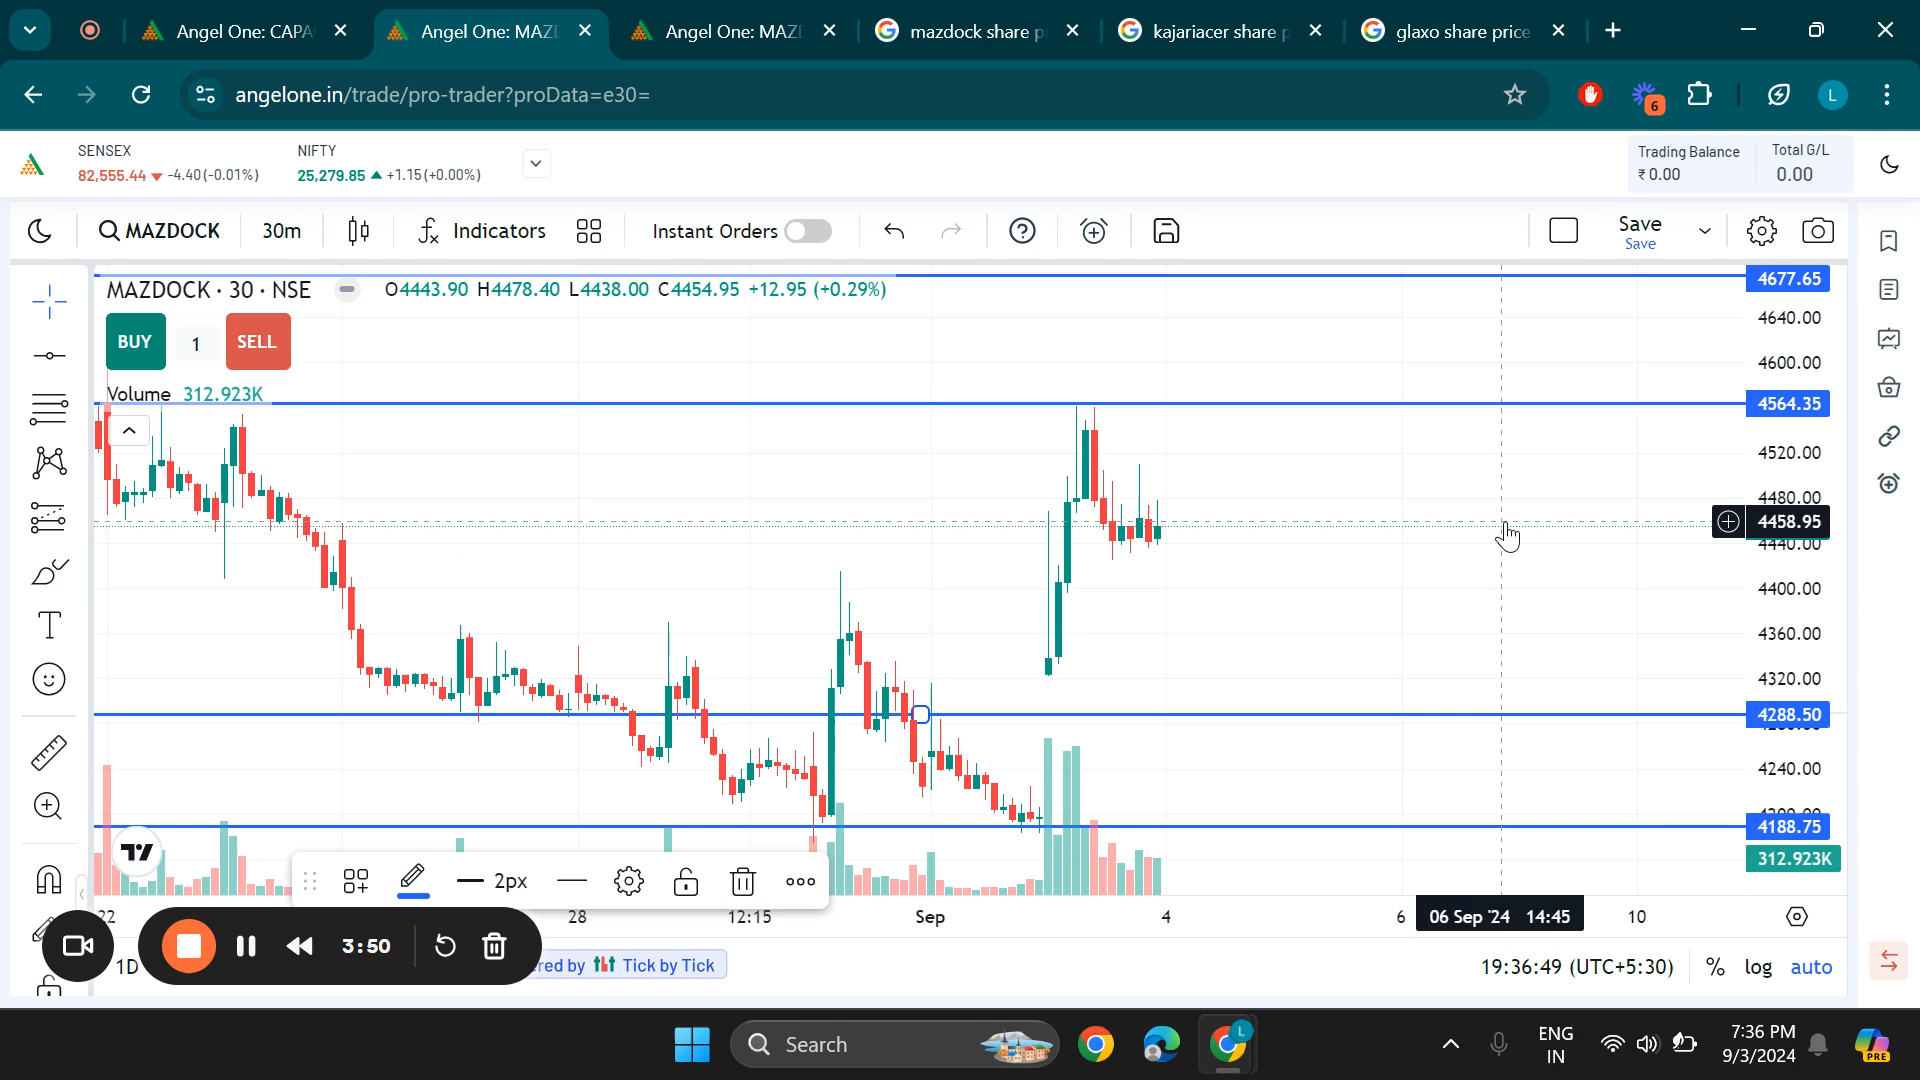 Angel One: CAPA
Angel One: MAZI
Angel One: MAZI
mazdock share p
kajariacer share p
glaxo share price
angelone.in/trade/pro-trader?proData=e30=
6
L
SENSEX
82,555.44 ▼ -4.40(-0.01%)
NIFTY
25,279.85 ▲ +1.15(+0.00%)
Trading Balance
₹ 0.00
Total G/L
0.00
MAZDOCK
30m
Indicators
Instant Orders
Save
Save
MAZDOCK · 30 · NSE
O4443.90 H4478.40 L4438.00 C4454.95 +12.95 (+0.29%)
BUY
1
SELL
Volume 312.923K
4677.65
4640.00
4600.00
4564.35
4520.00
4480.00
4458.95
4440.00
4400.00
4360.00
4320.00
4288.50
4240.00
4188.75
312.923K
2px
22
28
12:15
Sep
4
6
06 Sep '24 14:45
10
3:50
1D
red by Tick by Tick
19:36:49 (UTC+5:30)
%
log
auto
Search
L
ENG
IN
7:36 PM
9/3/2024
PRE